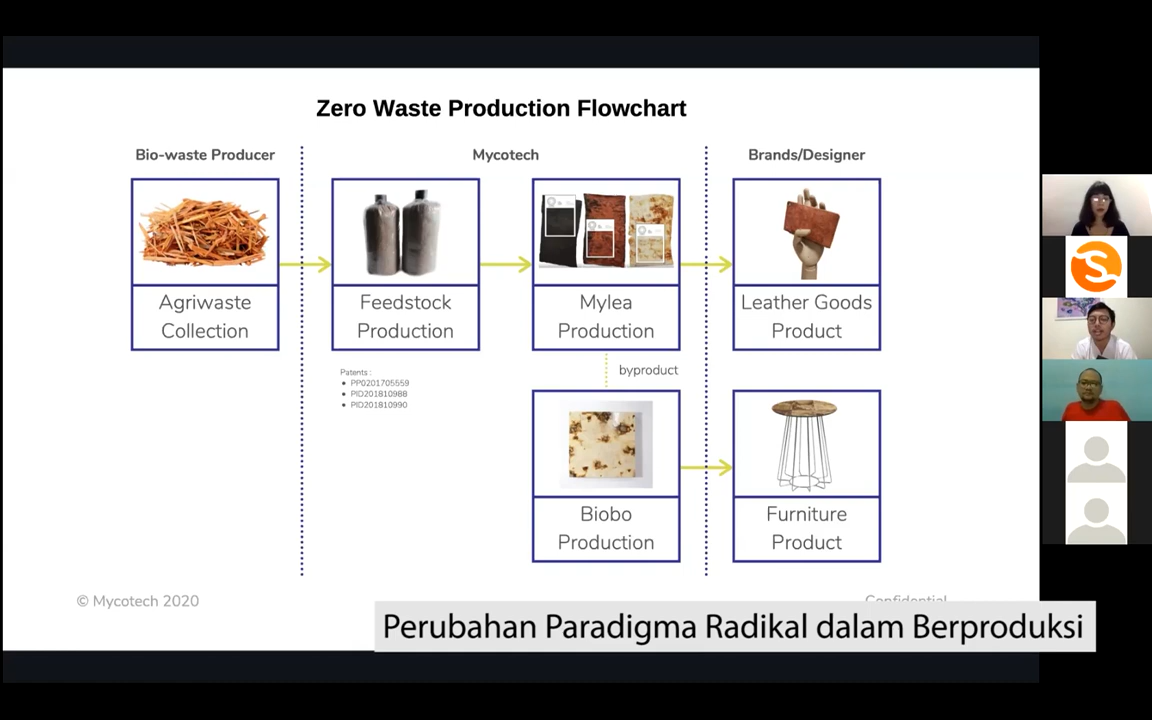 Zero Waste Production Flowchart
Bio-waste Producer
Mycotech
Brands/Designer
Agriwaste
Collection
Feedstock
Production
Mylea
Production
Leather Goods
Product
Patents :
PP0201705559
PID201810988
PID201810990
byproduct
Biobo
Production
Furniture
Product
© Mycotech 2020
Confidential
Perubahan Paradigma Radikal dalam Berproduksi
S